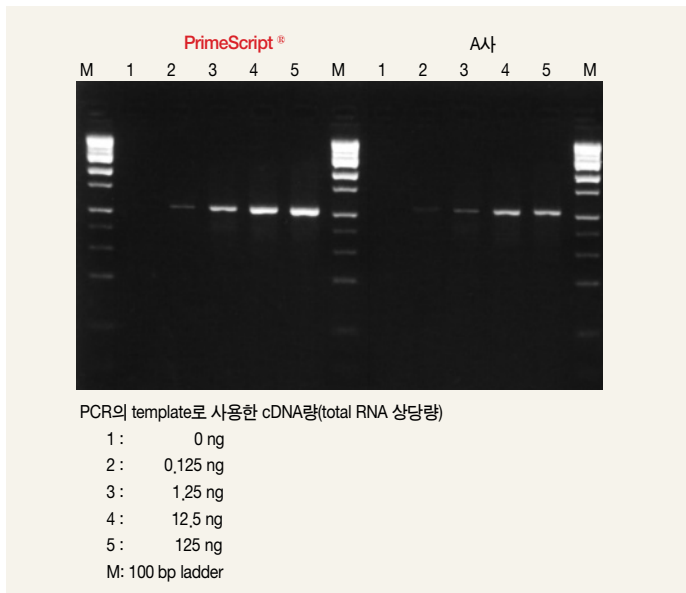 PrimeScript ® A사
M 1 2 3 4 5 M 1 2 3 4 5 M
PCR의 template로 사용한 cDNA량(total RNA 상당량)
1 : 0 ng
2 : 0.125 ng
3 : 1.25 ng
4 : 12.5 ng
5 : 125 ng
M: 100 bp ladder